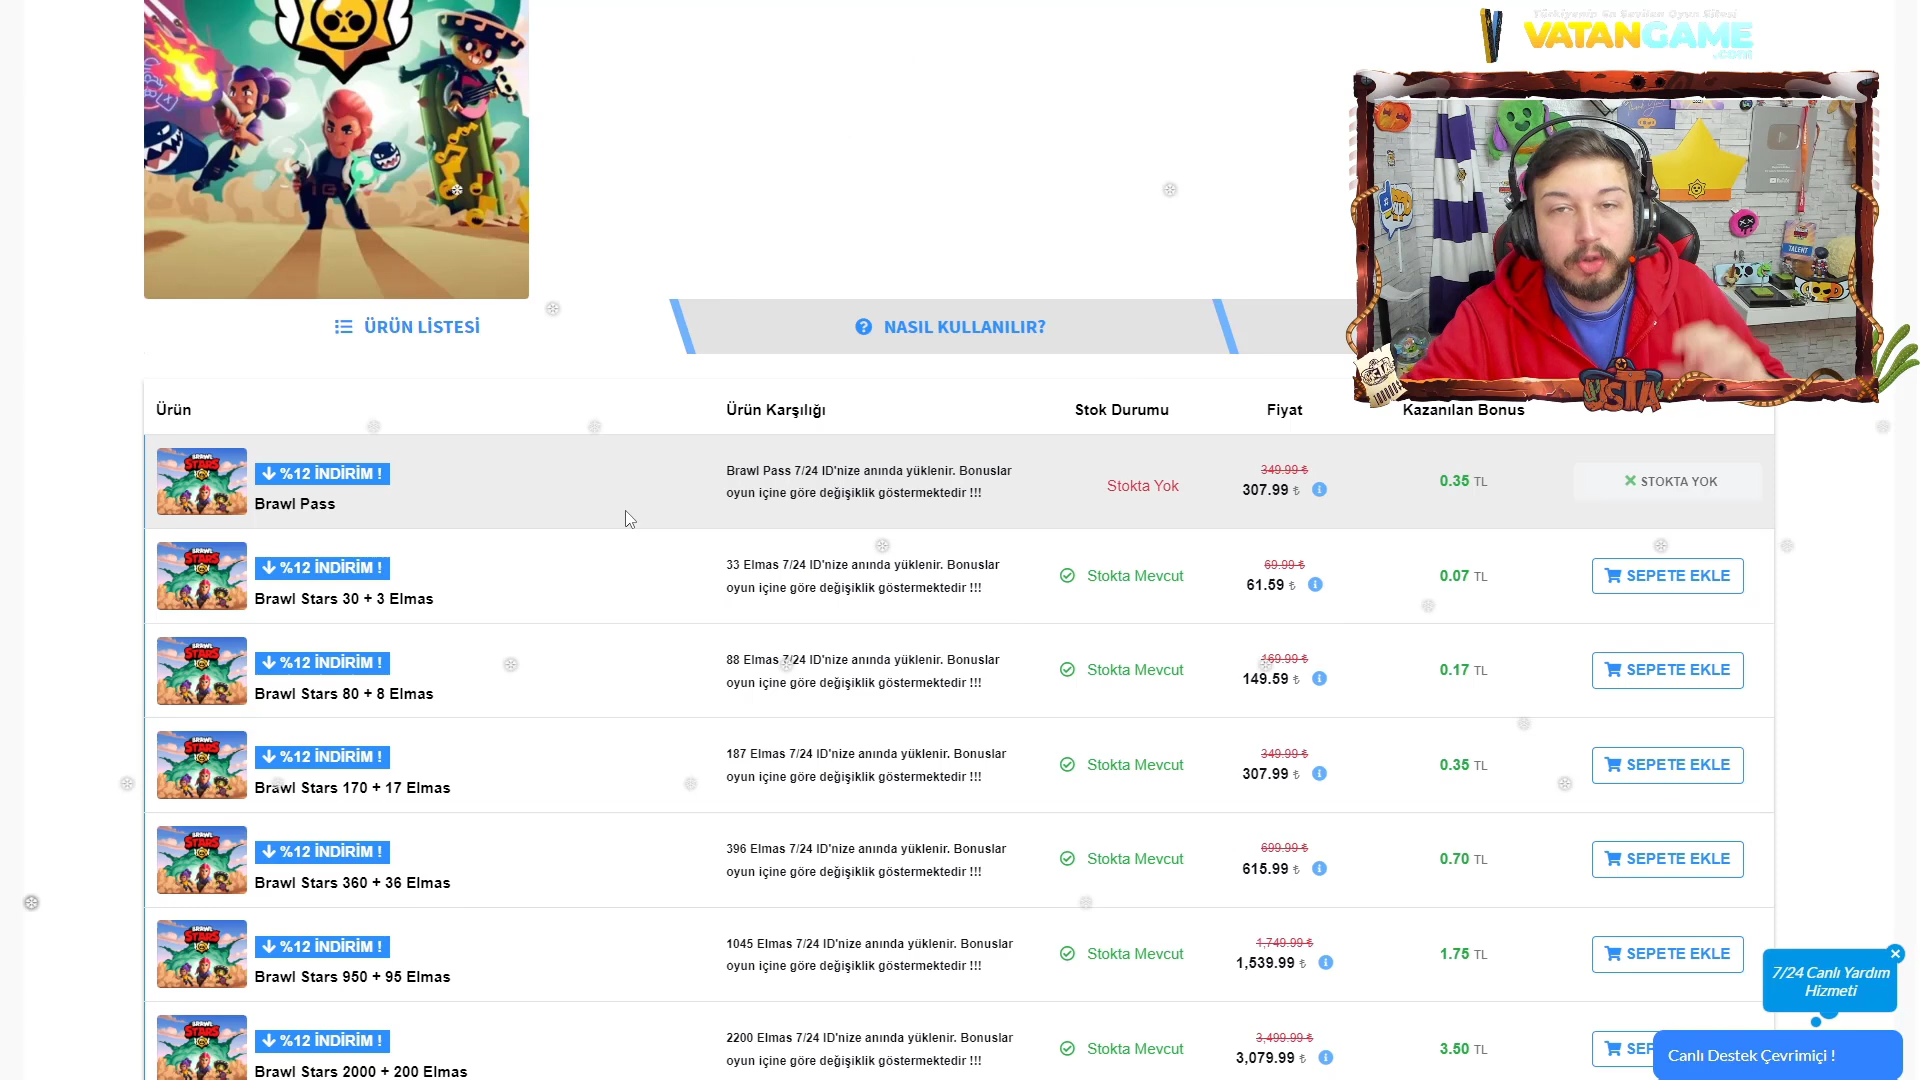 Türkiyenin En Sevilen Oyun Sitesi
VATANGAME
.com
TALENT
USTA
ÜRÜN LİSTESİ
NASIL KULLANILIR?
Ürün
Ürün Karşılığı
Stok Durumu
Fiyat
Kazanılan Bonus
%12 İNDİRİM !
Brawl Pass
Brawl Pass 7/24 ID'nize anında yüklenir. Bonuslar
oyun içine göre değişiklik göstermektedir !!!
Stokta Yok
349.99 ₺
307.99 ₺
0.35 TL
STOKTA YOK
%12 İNDİRİM !
Brawl Stars 30 + 3 Elmas
33 Elmas 7/24 ID'nize anında yüklenir. Bonuslar
oyun içine göre değişiklik göstermektedir !!!
Stokta Mevcut
69.99 ₺
61.59 ₺
0.07 TL
SEPETE EKLE
%12 İNDİRİM !
Brawl Stars 80 + 8 Elmas
88 Elmas 7/24 ID'nize anında yüklenir. Bonuslar
oyun içine göre değişiklik göstermektedir !!!
Stokta Mevcut
169.99 ₺
149.59 ₺
0.17 TL
SEPETE EKLE
%12 İNDİRİM !
Brawl Stars 170 + 17 Elmas
187 Elmas 7/24 ID'nize anında yüklenir. Bonuslar
oyun içine göre değişiklik göstermektedir !!!
Stokta Mevcut
349.99 ₺
307.99 ₺
0.35 TL
SEPETE EKLE
%12 İNDİRİM !
Brawl Stars 360 + 36 Elmas
396 Elmas 7/24 ID'nize anında yüklenir. Bonuslar
oyun içine göre değişiklik göstermektedir !!!
Stokta Mevcut
699.99 ₺
615.99 ₺
0.70 TL
SEPETE EKLE
%12 İNDİRİM !
Brawl Stars 950 + 95 Elmas
1045 Elmas 7/24 ID'nize anında yüklenir. Bonuslar
oyun içine göre değişiklik göstermektedir !!!
Stokta Mevcut
1,749.99 ₺
1,539.99 ₺
1.75 TL
SEPETE EKLE
%12 İNDİRİM !
Brawl Stars 2000 + 200 Elmas
2200 Elmas 7/24 ID'nize anında yüklenir. Bonuslar
oyun içine göre değişiklik göstermektedir !!!
Stokta Mevcut
3,499.99 ₺
3,079.99 ₺
3.50 TL
SEP
7/24 Canlı Yardım
Hizmeti
Canlı Destek Çevrimiçi !